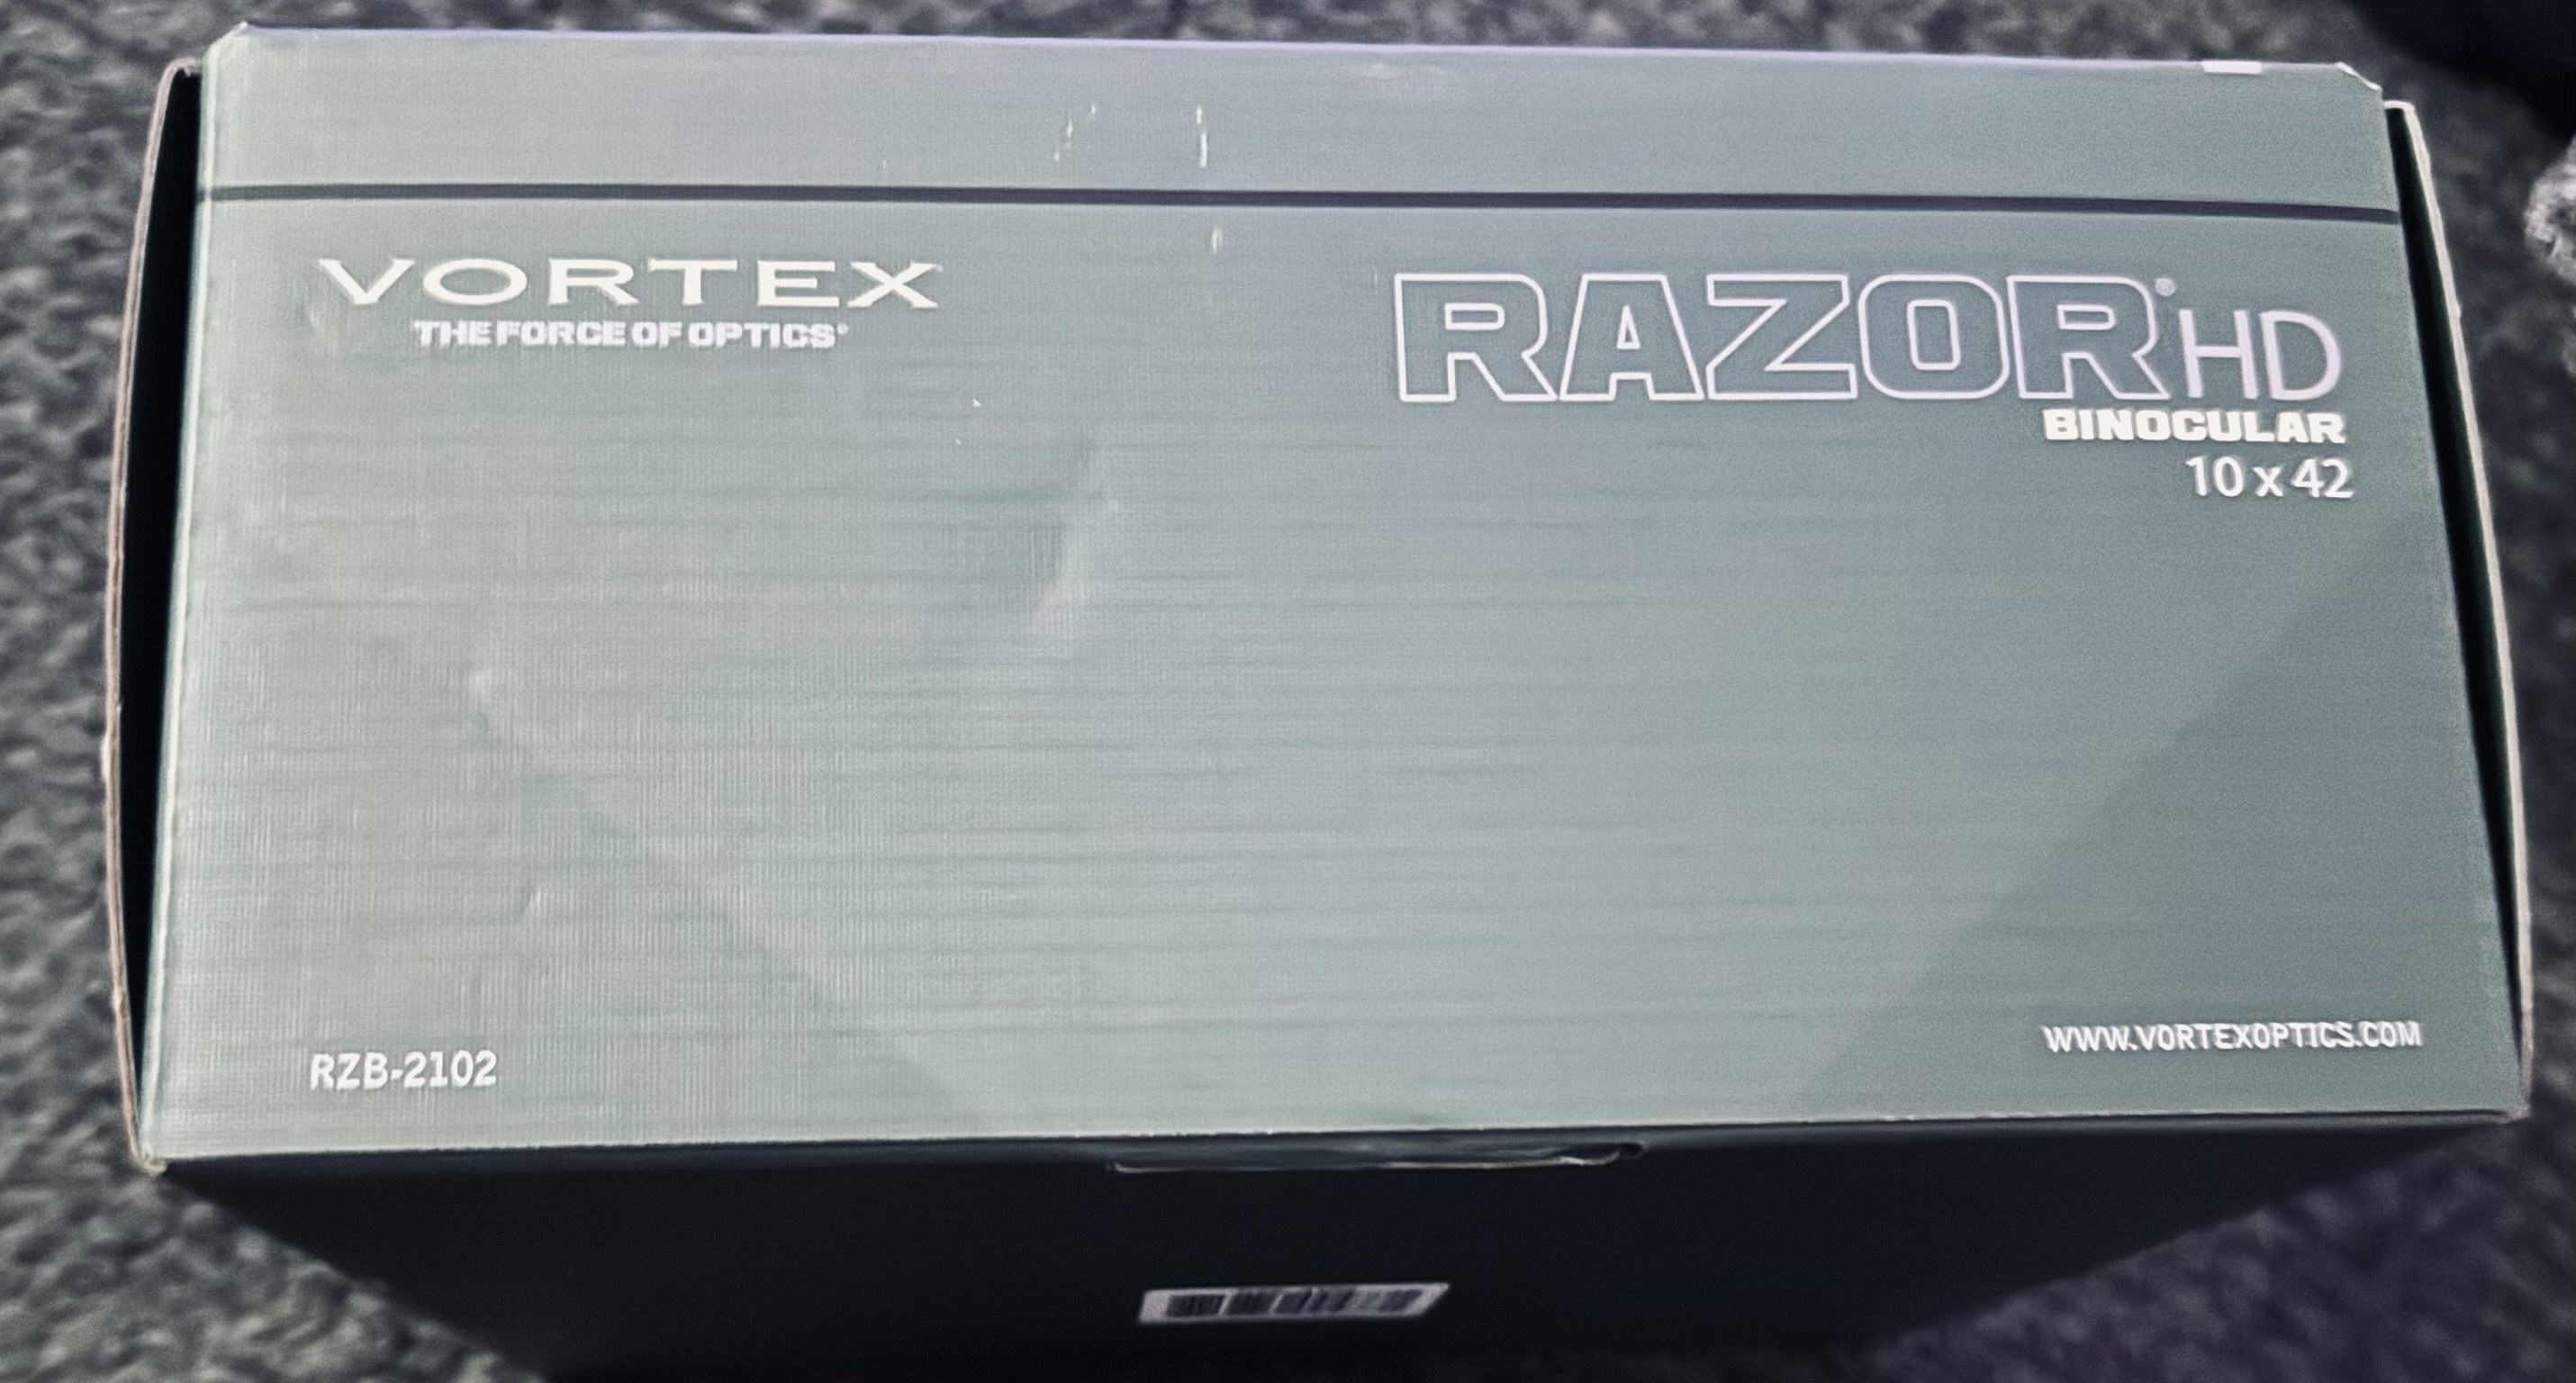 VORTEX
THE FORCE OF OPTICS®
RAZOR® HD
BINOCULAR
10 x 42
RZB-2102
WWW.VORTEXOPTICS.COM